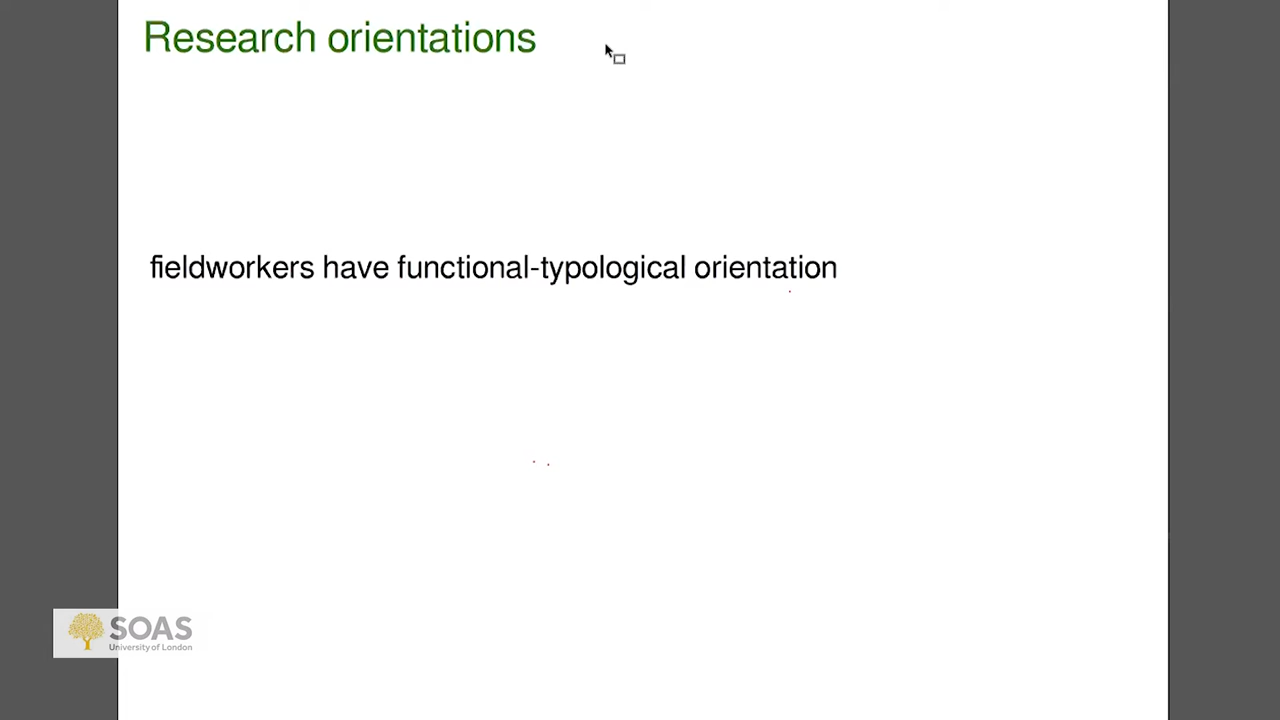 Research orientations
fieldworkers have functional-typological orientation
SOAS
University of London